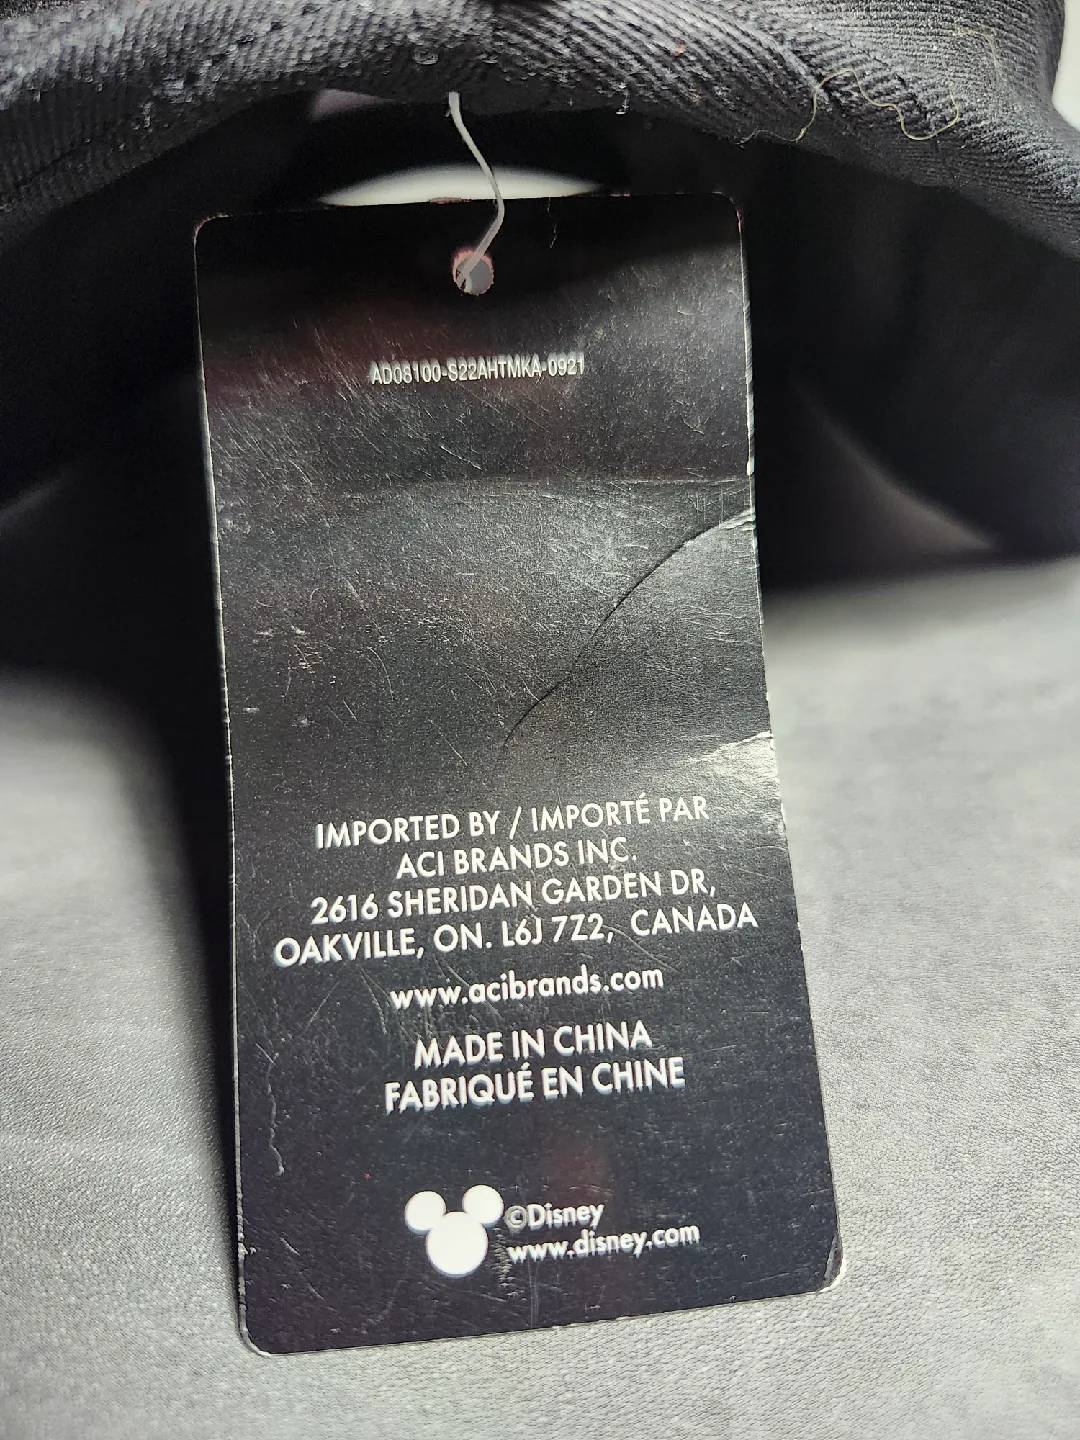 AD08100-S22AHTMKA-0921
IMPORTED BY / IMPORTÉ PAR
ACI BRANDS INC.
2616 SHERIDAN GARDEN DR,
OAKVILLE, ON. L6J 7Z2, CANADA
www.acibrands.com
MADE IN CHINA
FABRIQUÉ EN CHINE
©Disney
www.disney.com